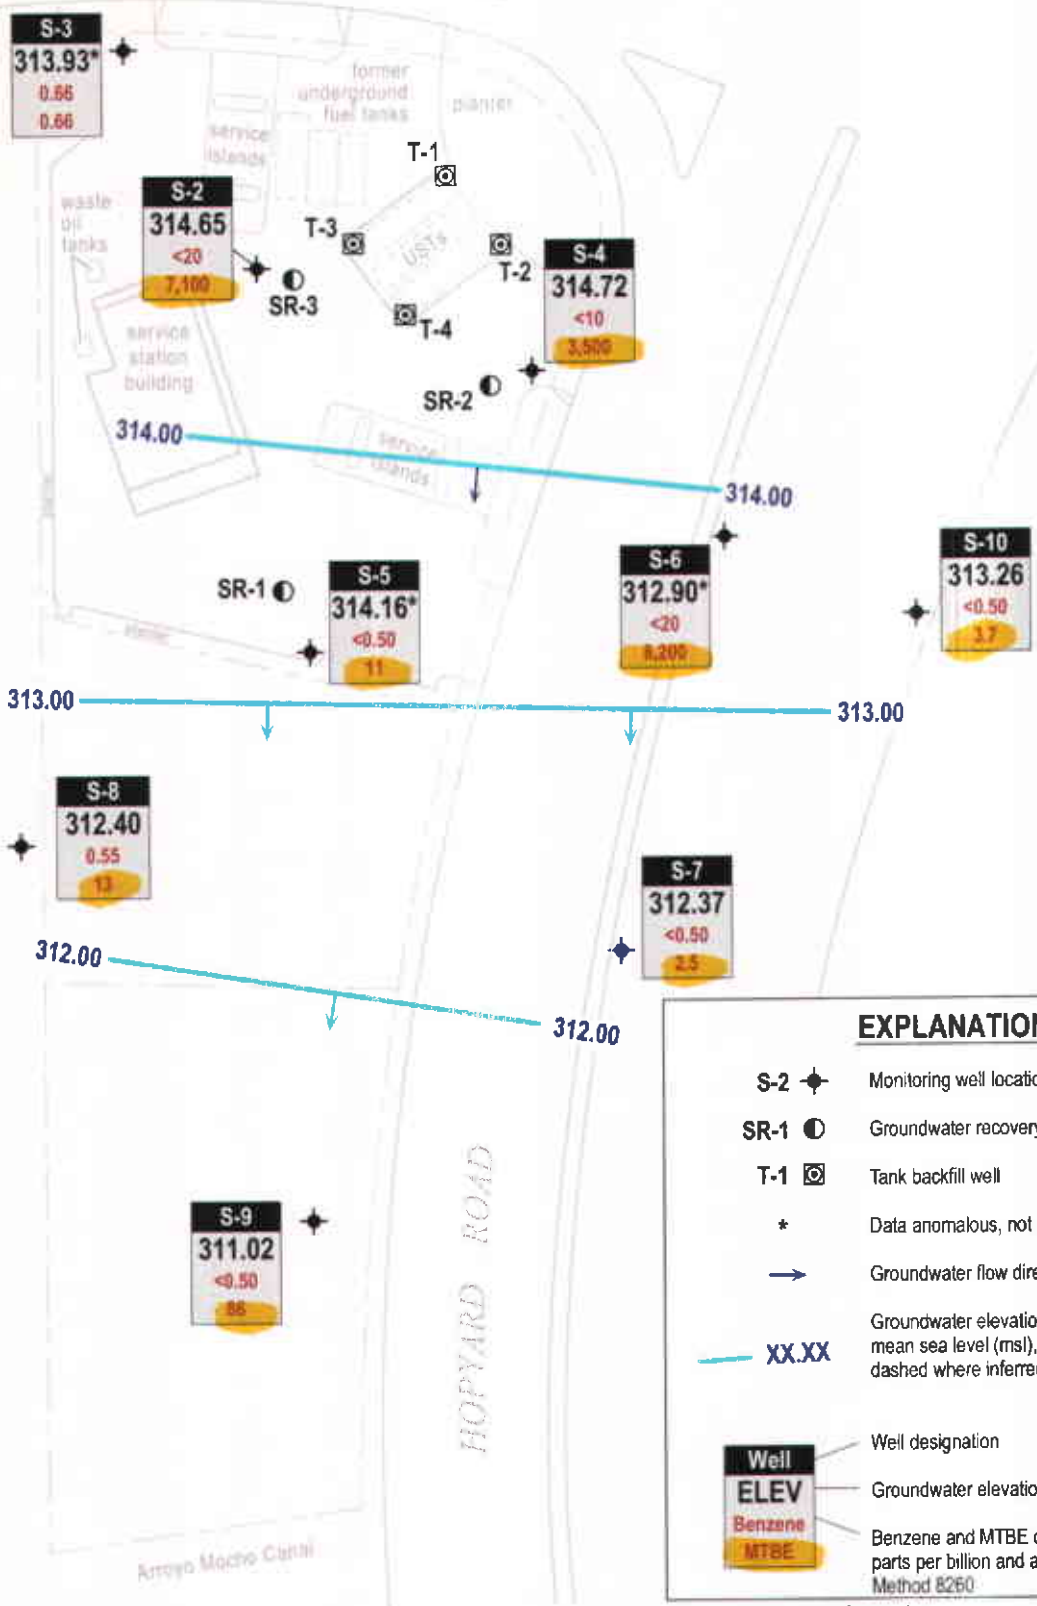 S-3
313.93*
0.66
0.66
former
underground
fuel tanks
planter
service
islands
T-1
waste
oil
tanks
S-2
314.65
<20
7,100
T-3
USTs
T-2
S-4
314.72
<10
3,500
SR-3
T-4
service
station
building
SR-2
314.00
service
islands
314.00
S-5
314.16*
<0.50
11
SR-1
S-6
312.90*
<20
8,200
S-10
313.26
<0.50
3.7
313.00
313.00
S-8
312.40
0.55
13
S-7
312.37
<0.50
2.5
312.00
312.00
S-9
311.02
<0.50
86
HOPYARD ROAD
Arroyo Mocho Canal
EXPLANATION
S-2 Monitoring well locatio
SR-1 Groundwater recovery
T-1 Tank backfill well
* Data anomalous, not
Groundwater flow dire
XX.XX Groundwater elevatio
mean sea level (msl),
dashed where inferre
Well
ELEV
Benzene
MTBE
Well designation
Groundwater elevatio
Benzene and MTBE c
parts per billion and a
Method 8260